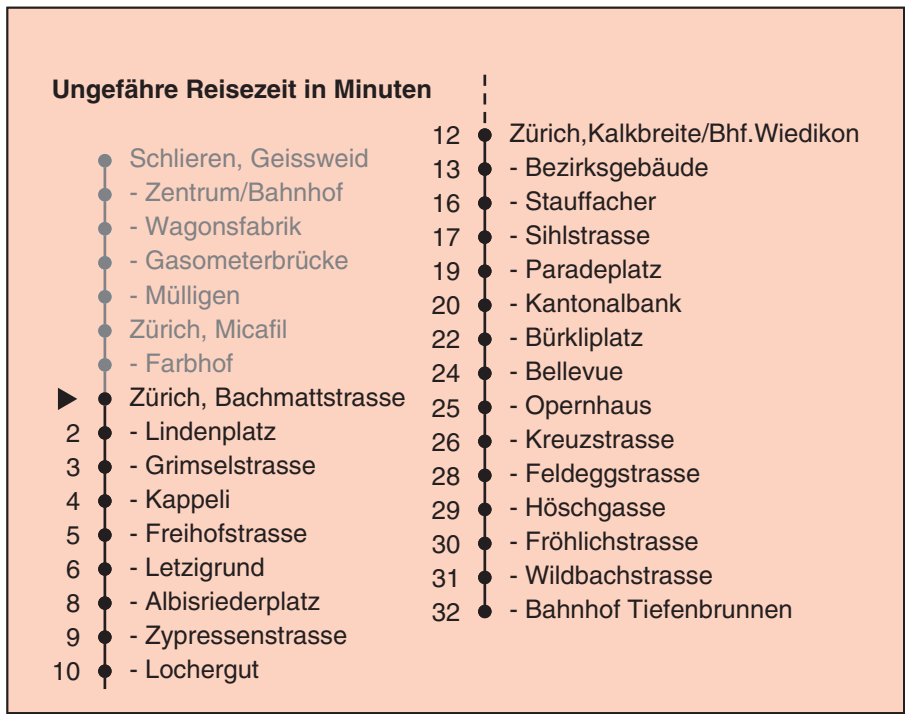 Ungefähre Reisezeit in Minuten
Schlieren, Geissweid
- Zentrum/Bahnhof
- Wagonsfabrik
- Gasometerbrücke
- Mülligen
Zürich, Micafil
- Farbhof
Zürich, Bachmattstrasse
2 - Lindenplatz
3 - Grimselstrasse
4 - Kappeli
5 - Freihofstrasse
6 - Letzigrund
8 - Albisriederplatz
9 - Zypressenstrasse
10 - Lochergut
12 Zürich,Kalkbreite/Bhf.Wiedikon
13 - Bezirksgebäude
16 - Stauffacher
17 - Sihlstrasse
19 - Paradeplatz
20 - Kantonalbank
22 - Bürkliplatz
24 - Bellevue
25 - Opernhaus
26 - Kreuzstrasse
28 - Feldeggstrasse
29 - Höschgasse
30 - Fröhlichstrasse
31 - Wildbachstrasse
32 - Bahnhof Tiefenbrunnen